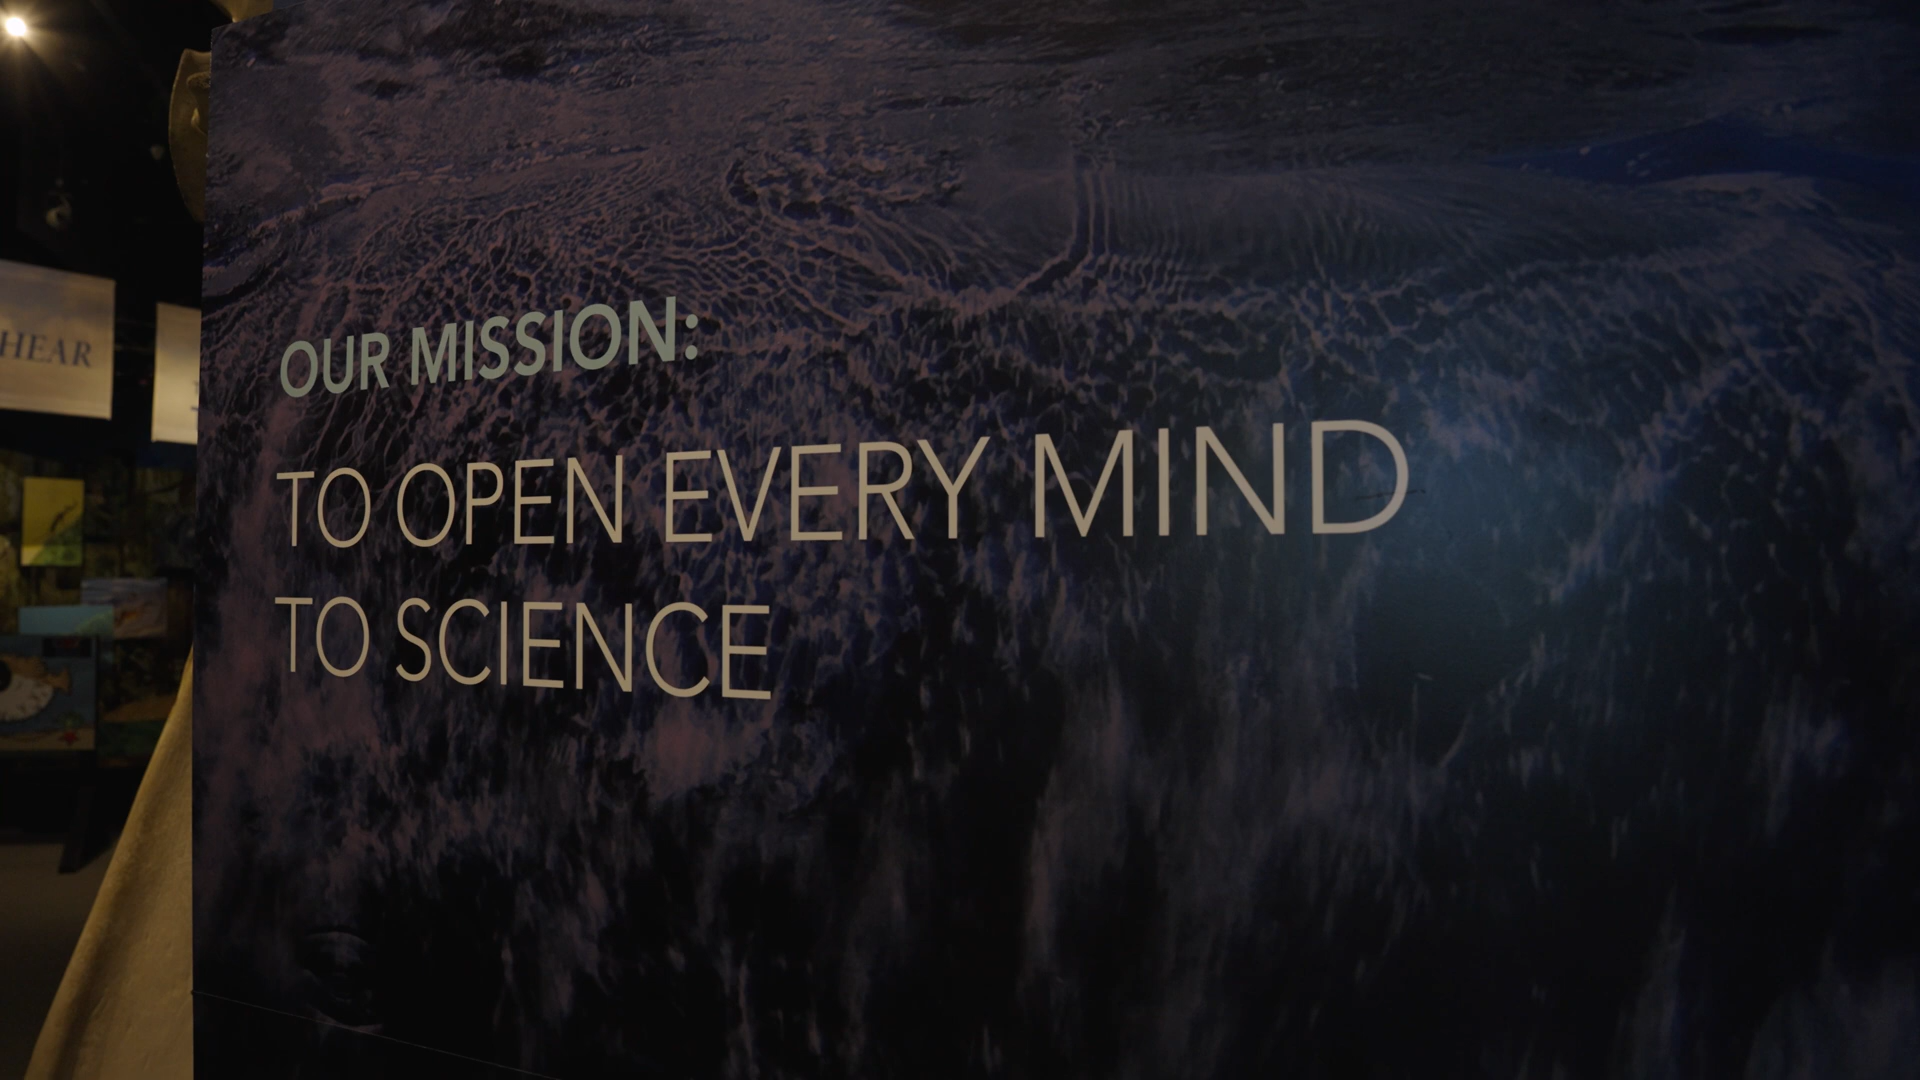 OUR MISSION:
TO OPEN EVERY MIND
TO SCIENCE
HEAR